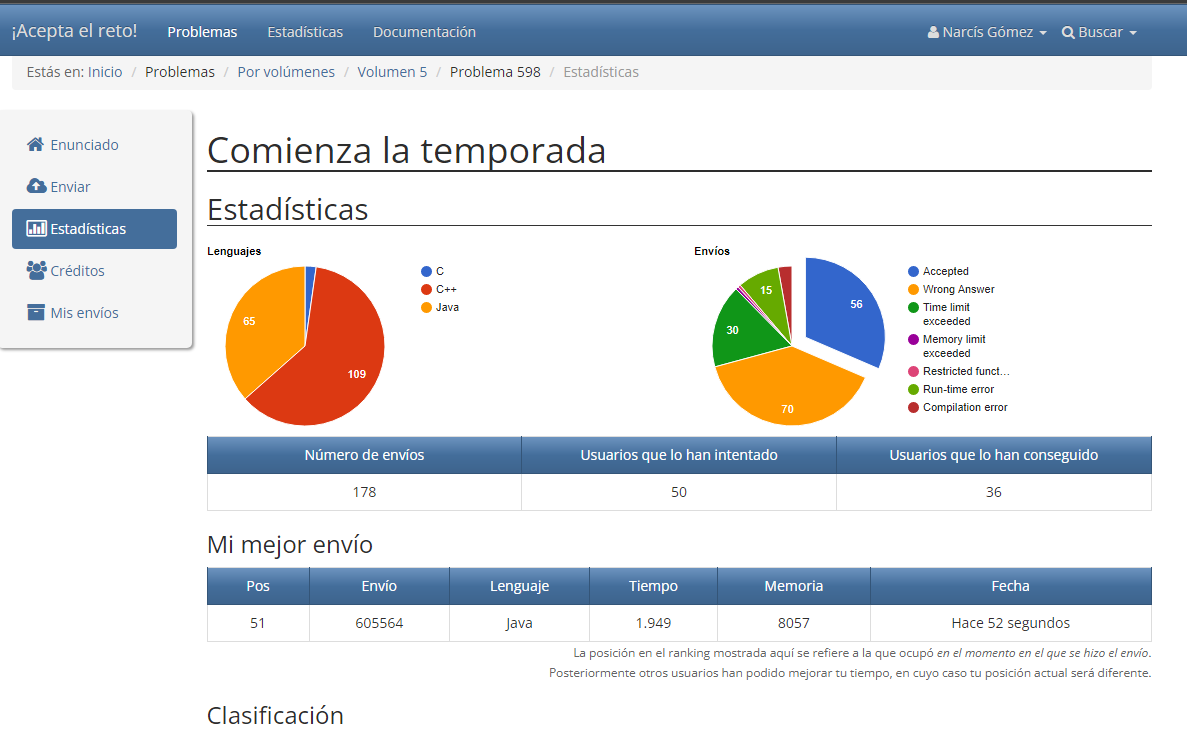 ¡Acepta el reto! Problemas Estadísticas Documentación Narcís Gómez Buscar
Estás en: Inicio / Problemas / Por volúmenes / Volumen 5 / Problema 598 / Estadísticas
Enunciado
Enviar
Estadísticas
Créditos
Mis envíos
Comienza la temporada
Estadísticas
Lenguajes
65
109
C
C++
Java
Envíos
56
15
30
70
Accepted
Wrong Answer
Time limit
exceeded
Memory limit
exceeded
Restricted funct...
Run-time error
Compilation error
Número de envíos Usuarios que lo han intentado Usuarios que lo han conseguido
178 50 36
Mi mejor envío
Pos Envío Lenguaje Tiempo Memoria Fecha
51 605564 Java 1.949 8057 Hace 52 segundos
La posición en el ranking mostrada aquí se refiere a la que ocupó en el momento en el que se hizo el envío.
Posteriormente otros usuarios han podido mejorar tu tiempo, en cuyo caso tu posición actual será diferente.
Clasificación